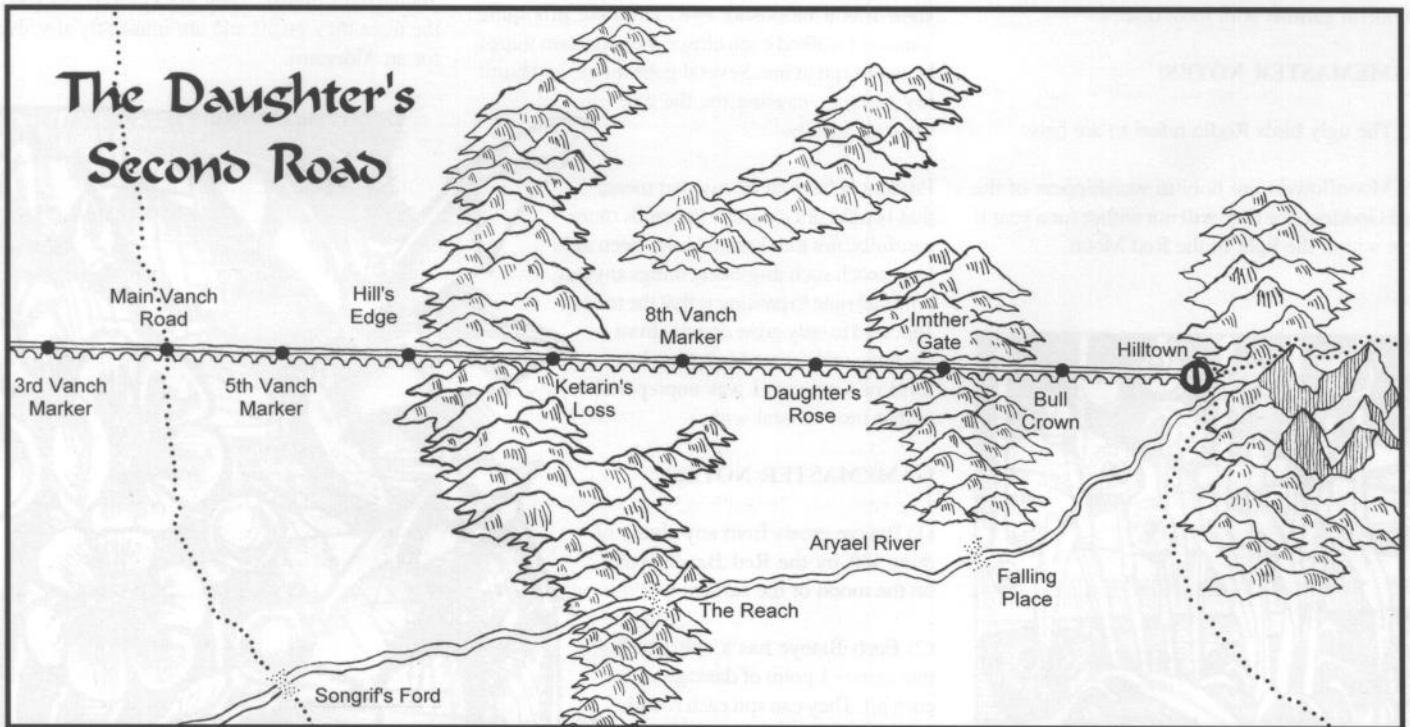 The Daughter's
Second Road
Main Vanch
Road
Hill's
Edge
8th Vanch
Marker
Imther
Gate
Hilltown
3rd Vanch
Marker
5th Vanch
Marker
Ketarin's
Loss
Daughter's
Rose
Bull
Crown
Aryan River
Falling
Place
The Reach
Songrif's Ford